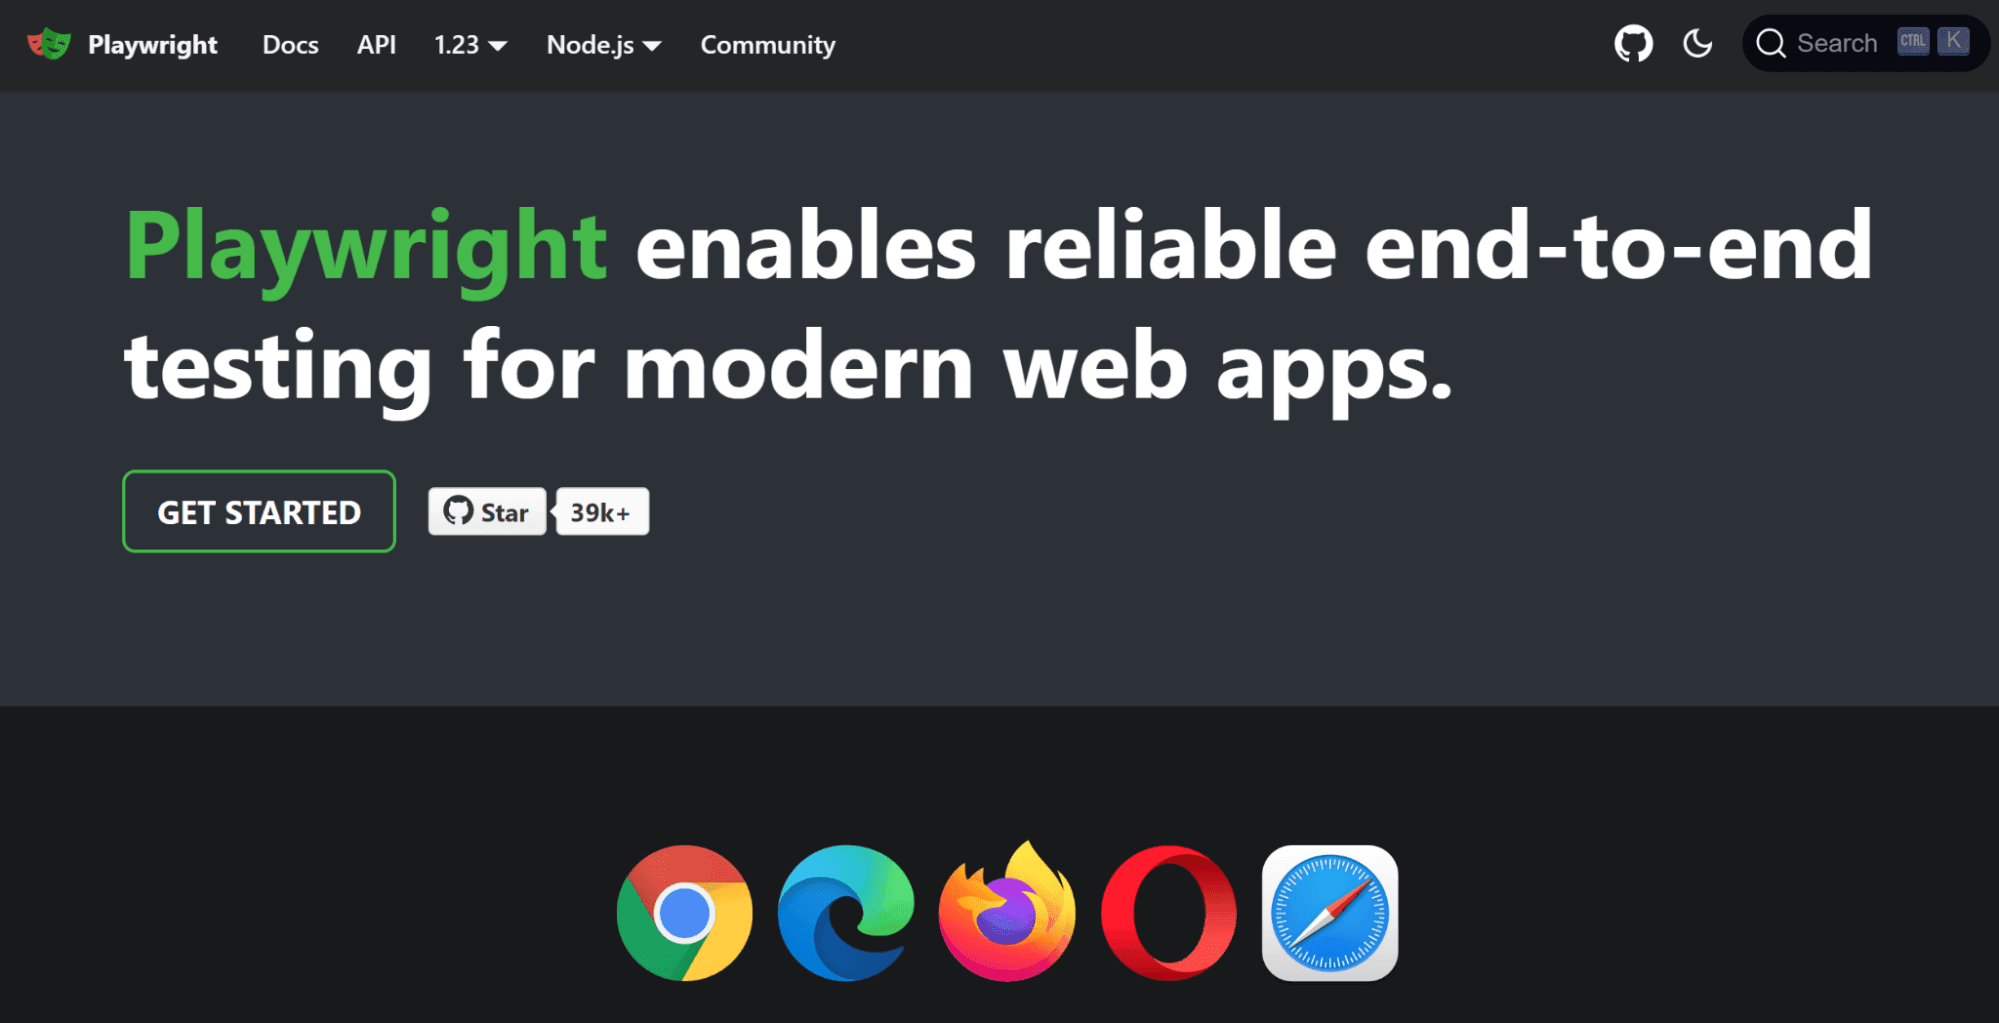 Playwright Docs API 1.23 Node.js Community Search CTRL K
Playwright enables reliable end-to-end
testing for modern web apps.
GET STARTED Star 39k+